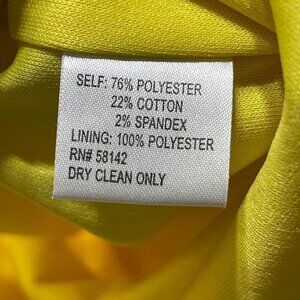 SELF: 76% POLYESTER
22% COTTON
2% SPANDEX
LINING: 100% POLYESTER
RN# 58142
DRY CLEAN ONLY